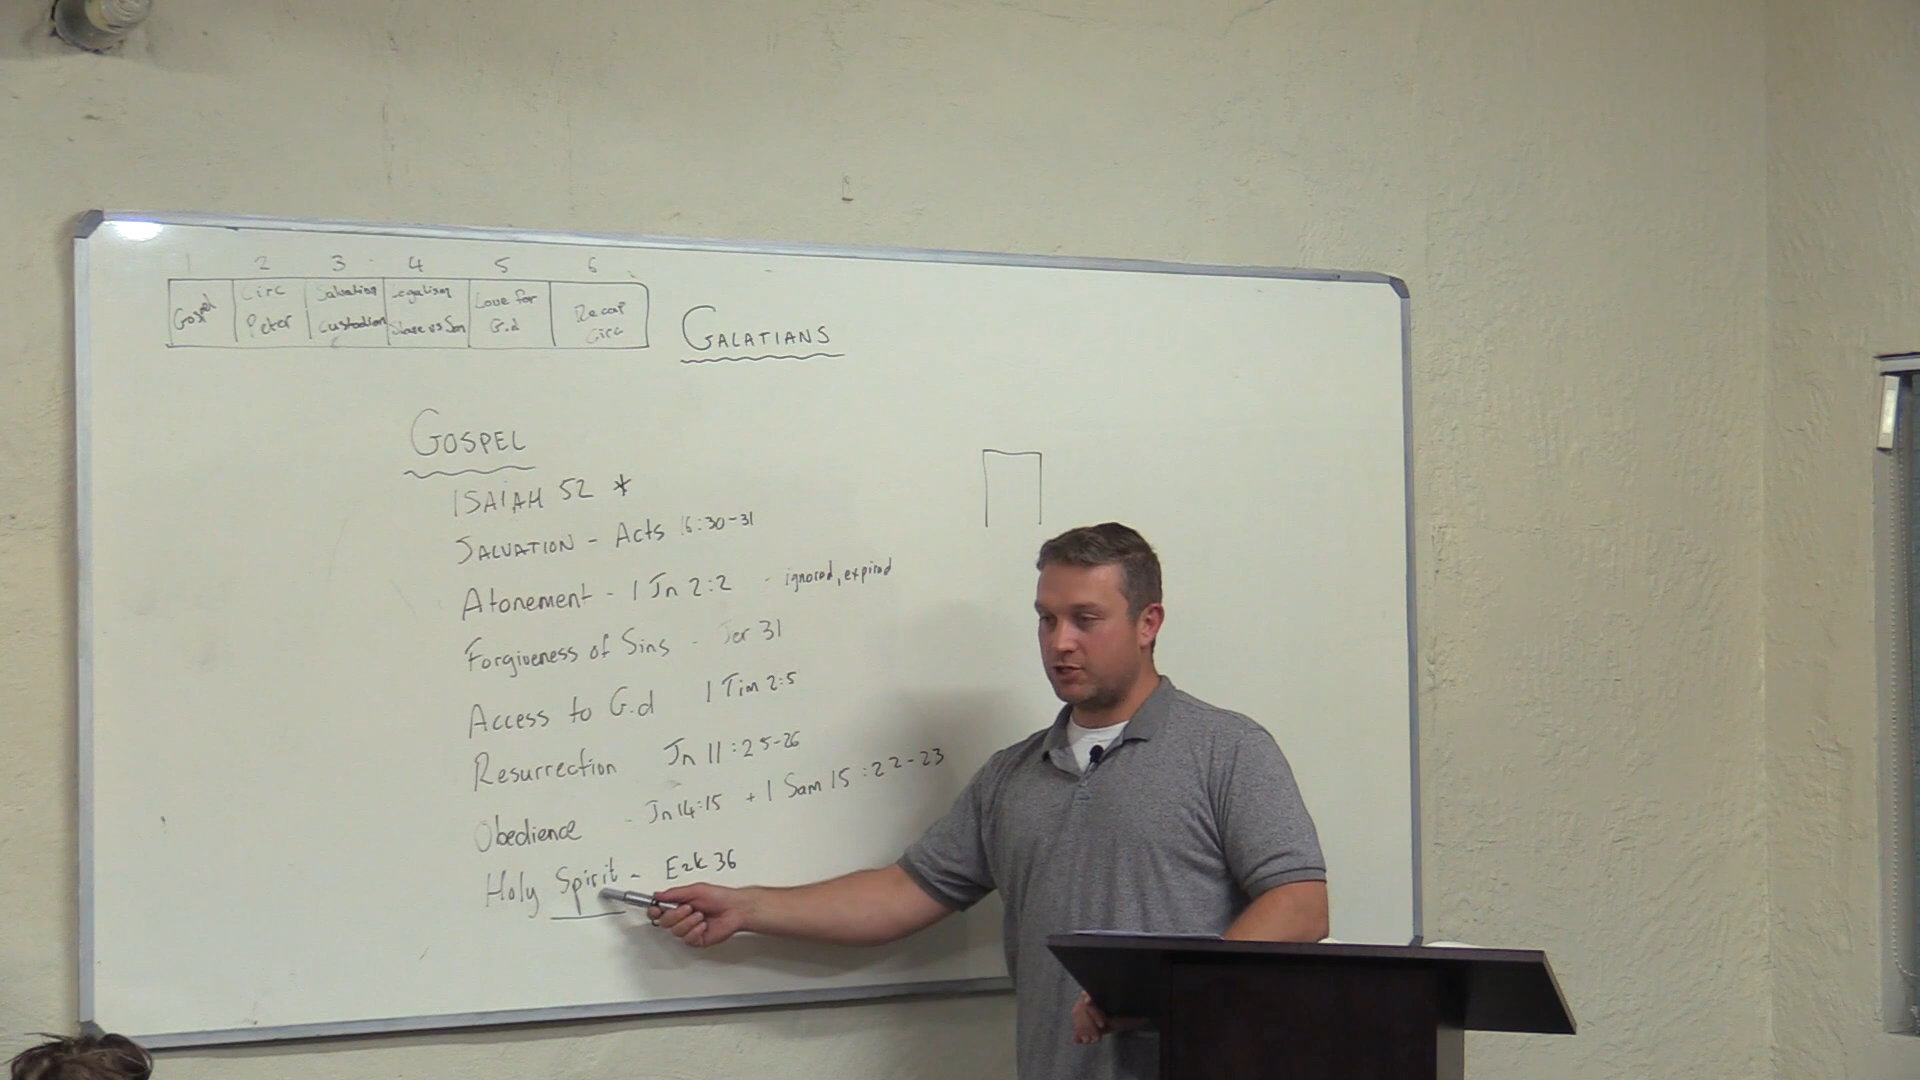 1 2 3 4 5 6
Gospel Circ Salvation Legalism Love for Recap
Peter Custodian Slave vs Son G.d Circ
GALATIANS
GOSPEL
ISAIAH 52 *
SALVATION - Acts 16:30-31
Atonement - 1 Jn 2:2 - ignored, expired
Forgiveness of Sins - Jer 31
Access to G.d 1 Tim 2:5
Resurrection Jn 11:25-26
Obedience - Jn 14:15 + 1 Sam 15:22-23
Holy Spirit - Ezk 36